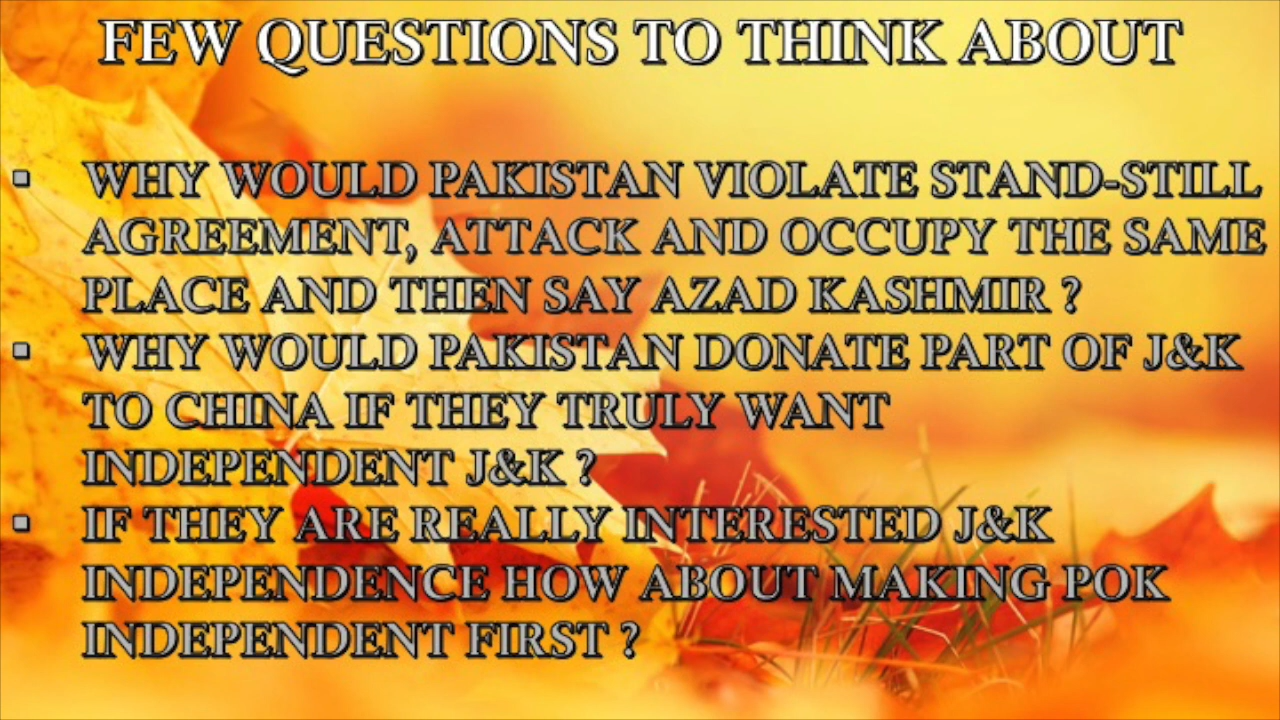 FEW QUESTIONS TO THINK ABOUT
▪ WHY WOULD PAKISTAN VIOLATE STAND-STILL
AGREEMENT, ATTACK AND OCCUPY THE SAME
PLACE AND THEN SAY AZAD KASHMIR ?
▪ WHY WOULD PAKISTAN DONATE PART OF J&K
TO CHINA IF THEY TRULY WANT
INDEPENDENT J&K ?
▪ IF THEY ARE REALLY INTERESTED J&K
INDEPENDENCE HOW ABOUT MAKING POK
INDEPENDENT FIRST ?